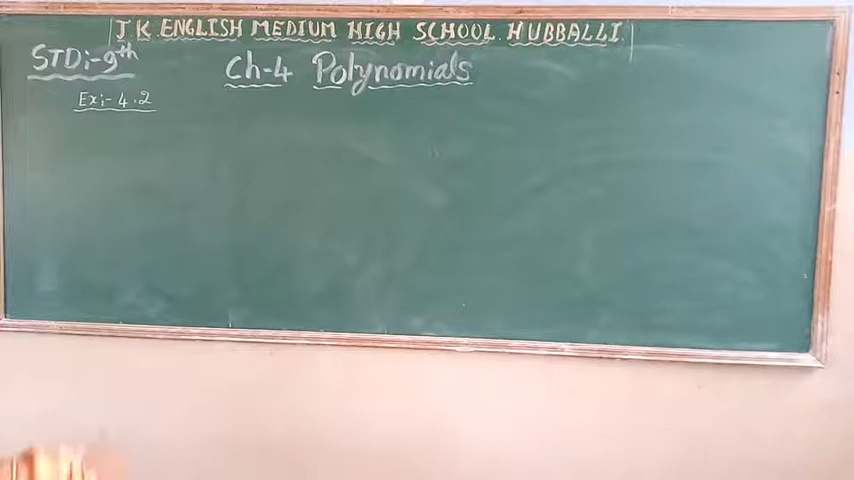 J K ENGLISH MEDIUM HIGH SCHOOL HUBBALLI.
STD:-9th Ch-4 Polynomials
Ex:- 4.2